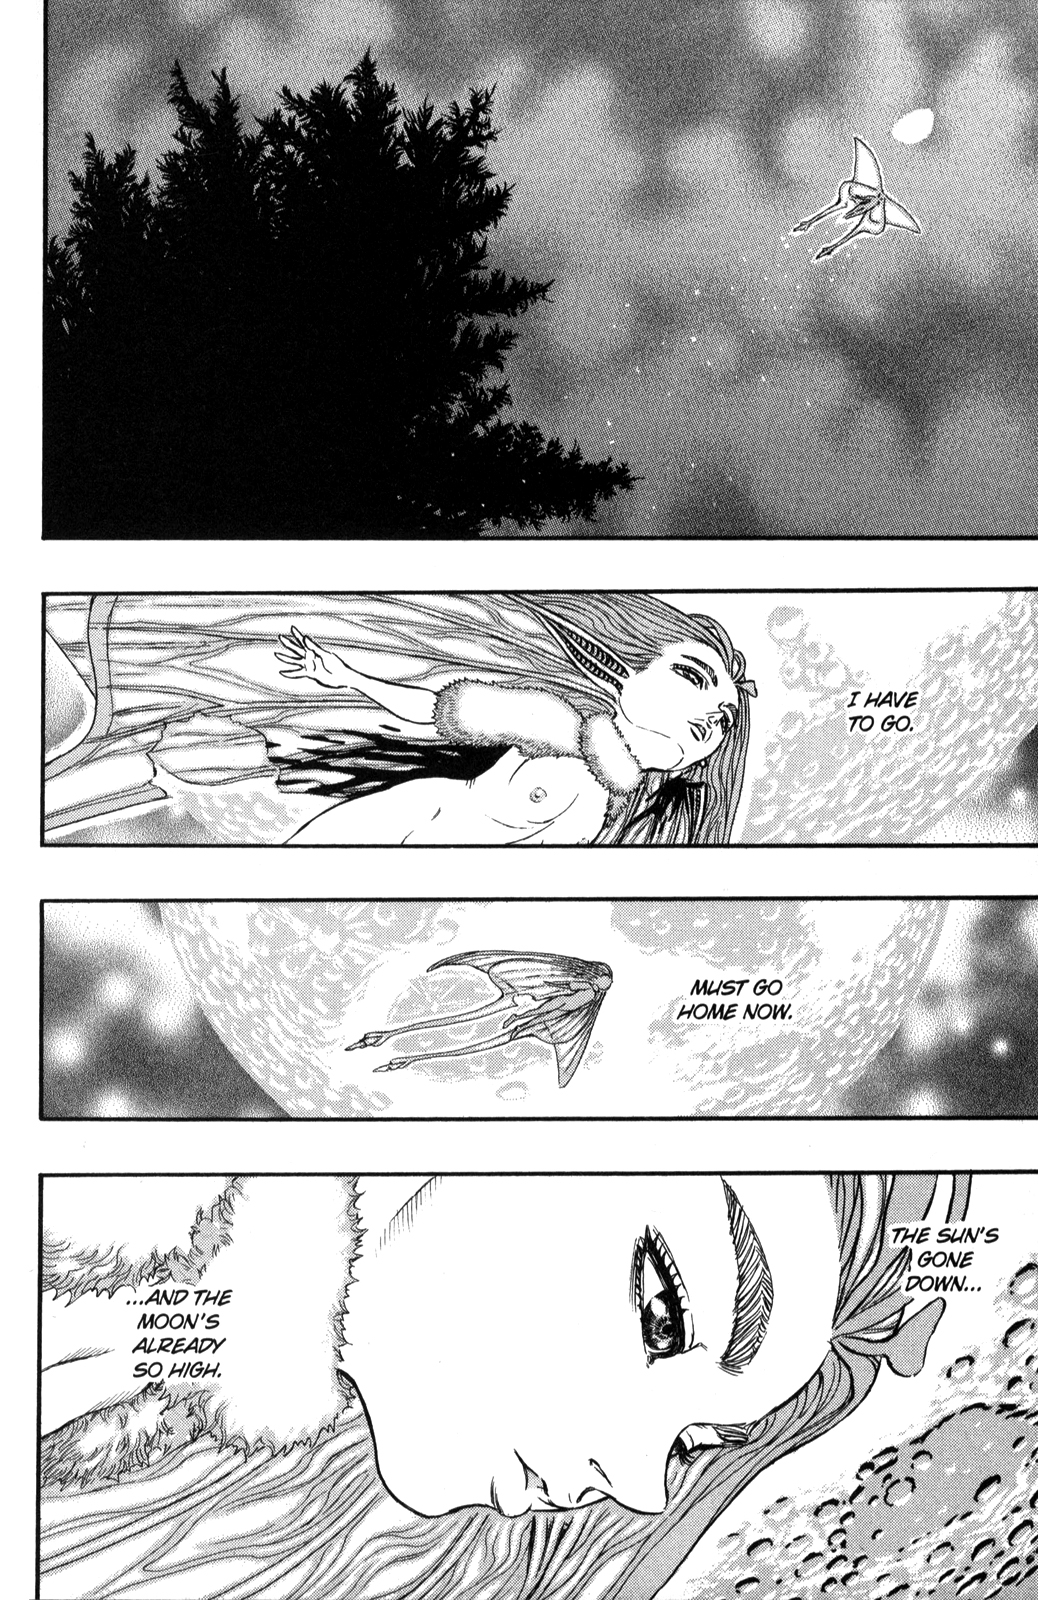 I HAVE
TO GO.
MUST GO
HOME NOW.
THE SUN'S
GONE
DOWN...
...AND THE
MOON'S
ALREADY
SO HIGH.